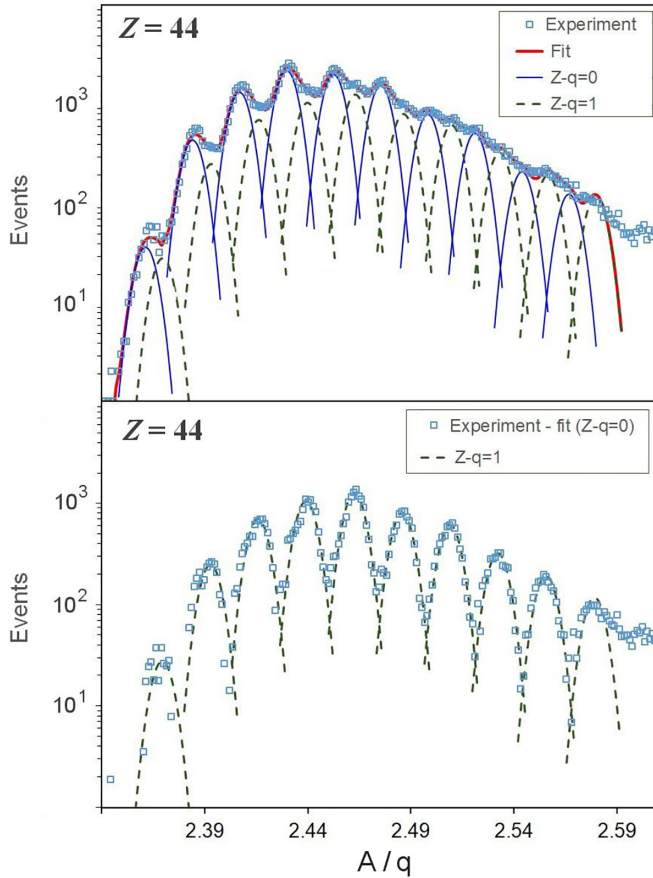 Z = 44
Experiment
Fit
Z-q=0
Z-q=1
Events
10³
10²
10¹
Z = 44
Experiment - fit (Z-q=0)
Z-q=1
Events
10³
10²
10¹
2.39 2.44 2.49 2.54 2.59
A / q